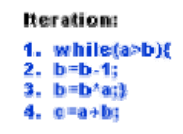 Iteration:
1. while(a>b){
2. b=b-1;
3. b=b*a;}
4. c=a+b;